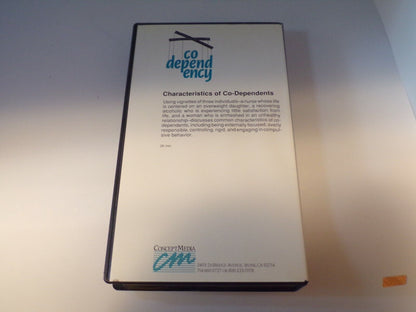 co
depend
ency
Characteristics of Co-Dependents
Using vignettes of three individuals--a nurse whose life
is centered on an overweight daughter, a recovering
alcoholic who is experiencing little satisfaction from
life, and a woman who is enmeshed in an unhealthy
relationship--discusses common characteristics of co-
dependents, including being externally focused, overly
responsible, controlling, rigid, and engaging in compul-
sive behavior.
28 min.
CONCEPT MEDIA
cm